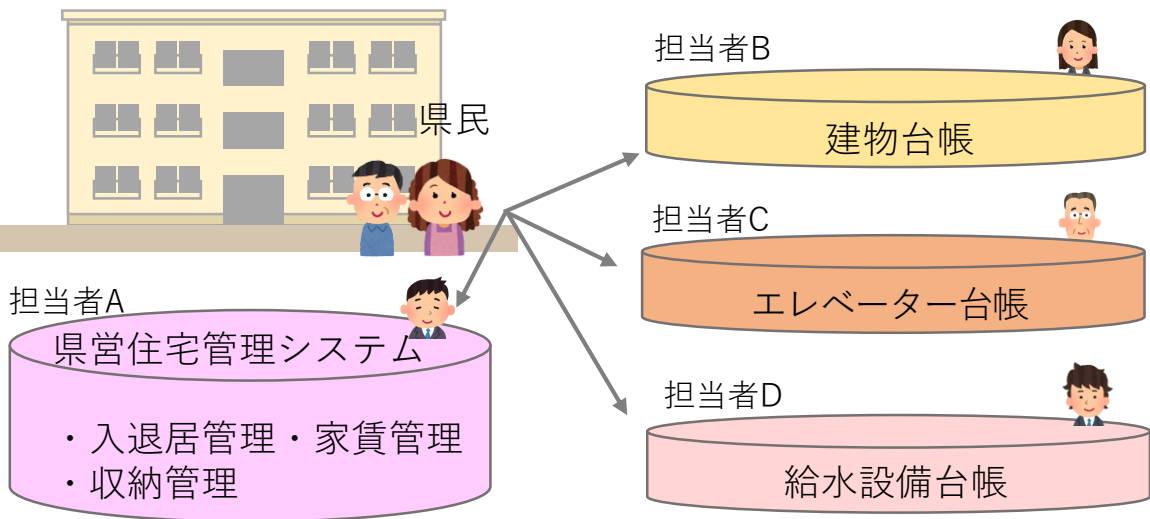 県民
担当者A
県営住宅管理システム
・入退居管理・家賃管理
・収納管理
担当者B
建物台帳
担当者C
エレベーター台帳
担当者D
給水設備台帳